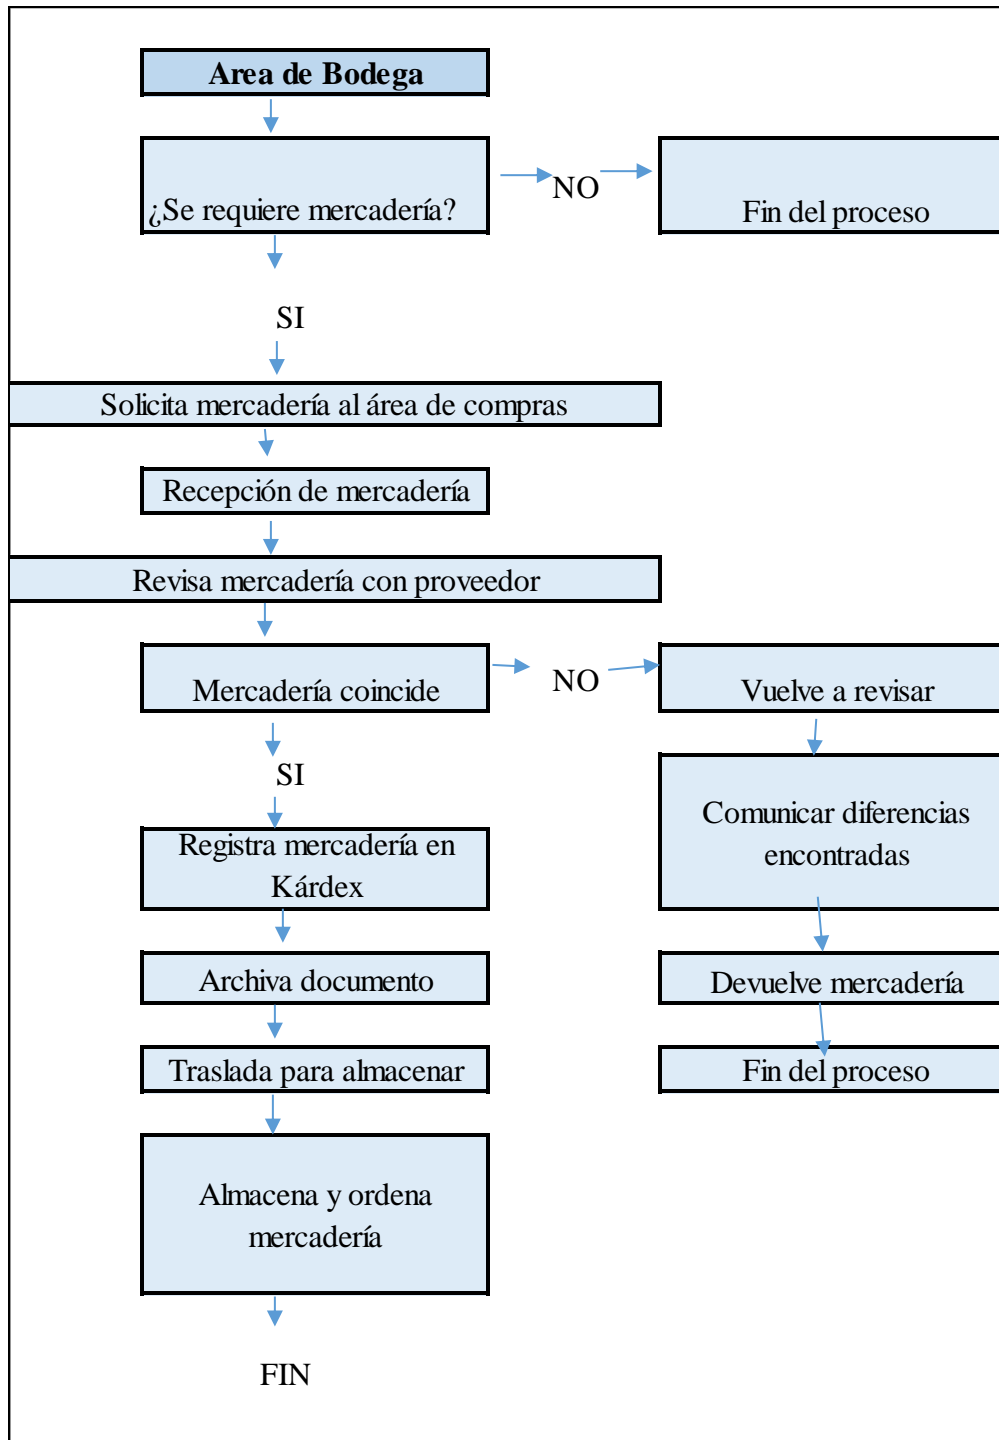 Area de Bodega
¿Se requiere mercadería?
NO
Fin del proceso
SI
Solicita mercadería al área de compras
Recepción de mercadería
Revisa mercadería con proveedor
Mercadería coincide
NO
Vuelve a revisar
SI
Comunicar diferencias
encontradas
Registra mercadería en
Kárdex
Archiva documento
Devuelve mercadería
Traslada para almacenar
Fin del proceso
Almacena y ordena
mercadería
FIN